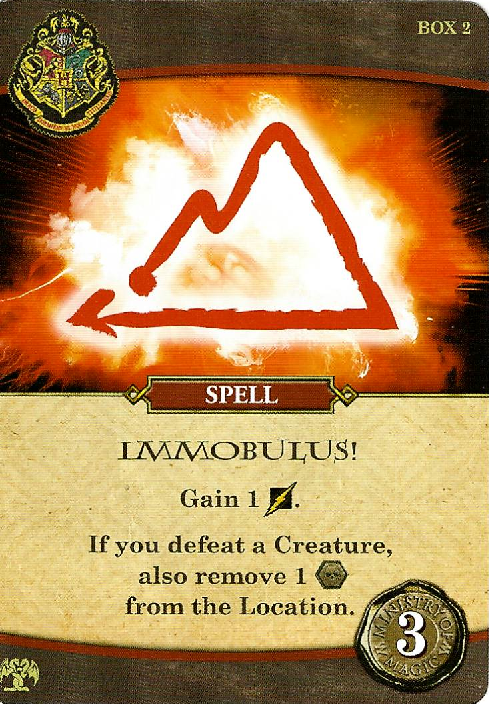 BOX 2
SPELL
IMMOBULUS!
Gain 1 .
If you defeat a Creature,
also remove 1
from the Location.
MINISTRY OF MAGIC
3